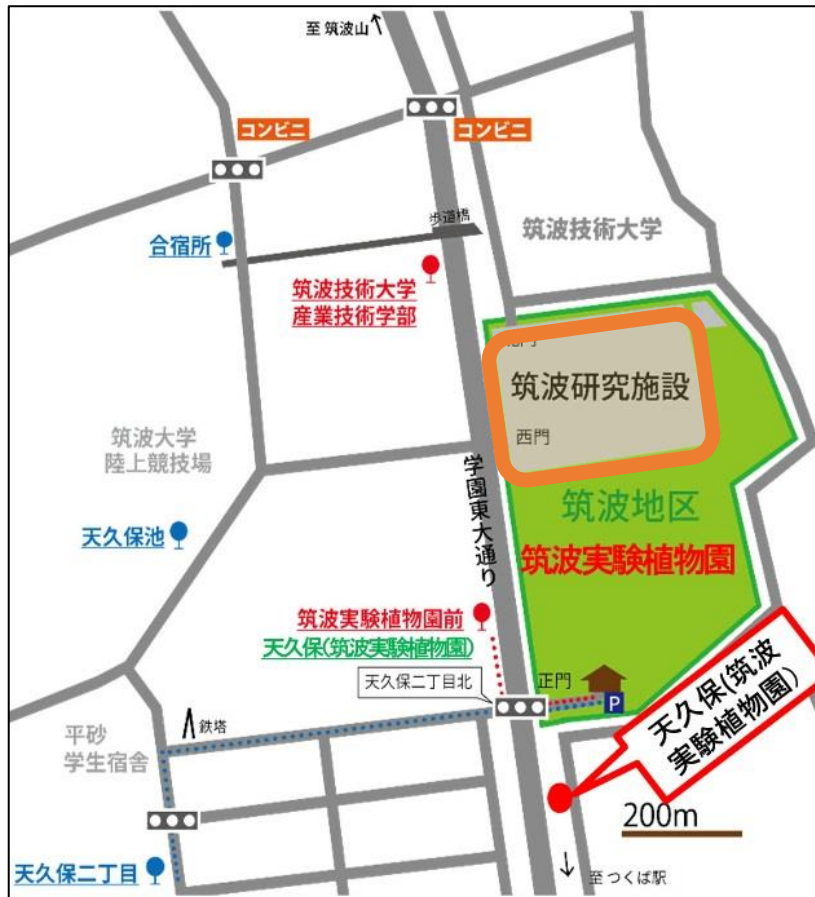 至 筑波山
コンビニ
コンビニ
歩道橋
筑波技術大学
合宿所
筑波技術大学
産業技術学部
筑波研究施設
西門
筑波大学
陸上競技場
学園東大通り
筑波地区
筑波実験植物園
天久保池
筑波実験植物園前
天久保(筑波実験植物園)
天久保二丁目北
正門
P
天久保(筑波
実験植物園)
鉄塔
平砂
学生宿舎
200m
天久保二丁目
至 つくば駅